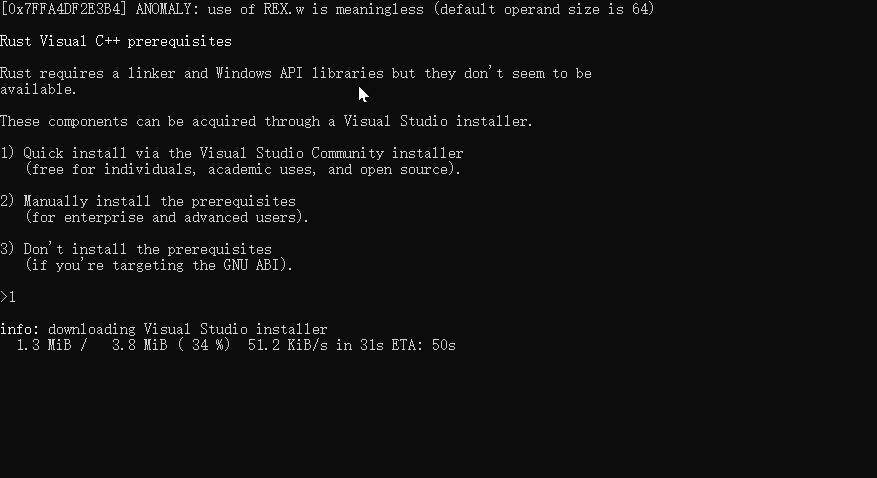 [0x7FFA4DF2E3B4] ANOMALY: use of REX.w is meaningless (default operand size is 64)
Rust Visual C++ prerequisites
Rust requires a linker and Windows API libraries but they don't seem to be
available.
These components can be acquired through a Visual Studio installer.
1) Quick install via the Visual Studio Community installer
(free for individuals, academic uses, and open source).
2) Manually install the prerequisites
(for enterprise and advanced users).
3) Don't install the prerequisites
(if you're targeting the GNU ABI).
>1
info: downloading Visual Studio installer
1.3 MiB / 3.8 MiB ( 34 %) 51.2 KiB/s in 31s ETA: 50s